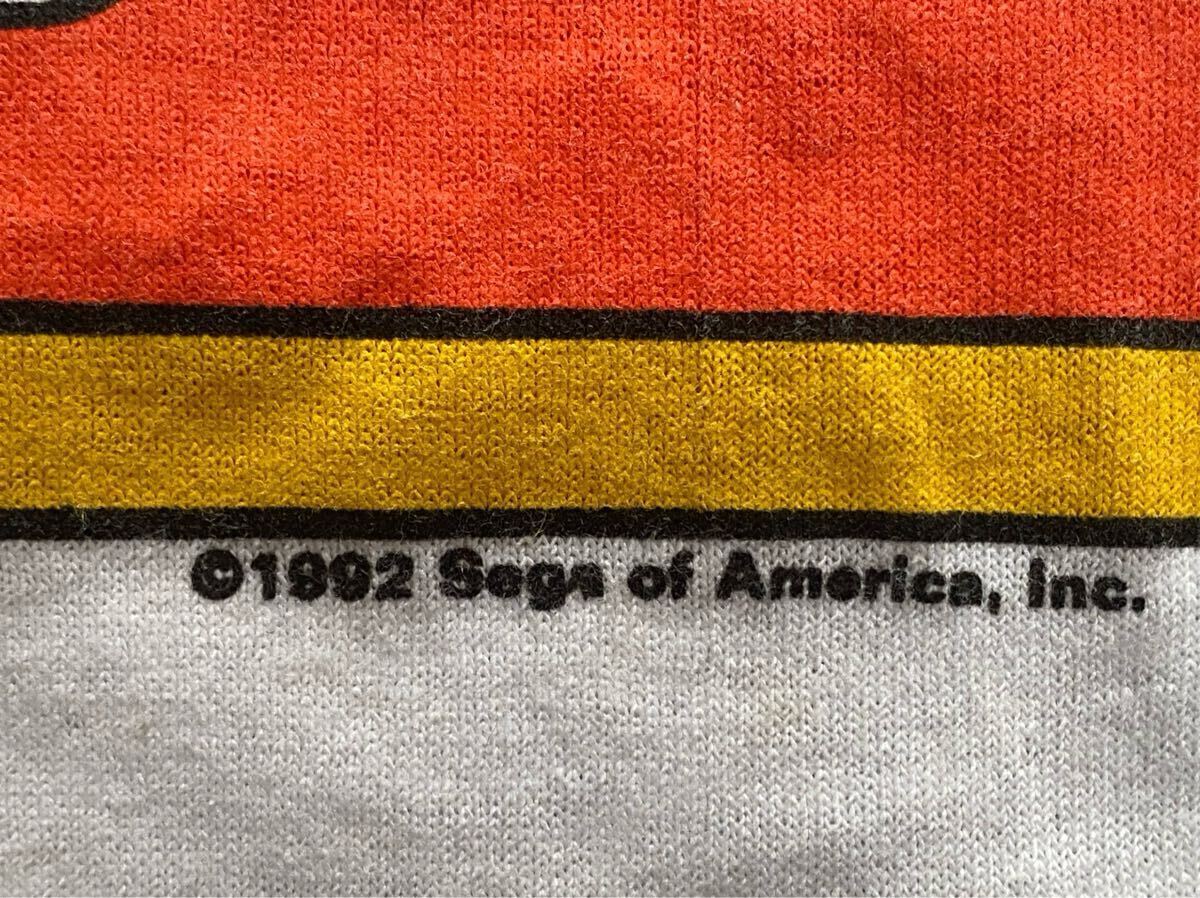 ©1992 Sega of America, Inc.